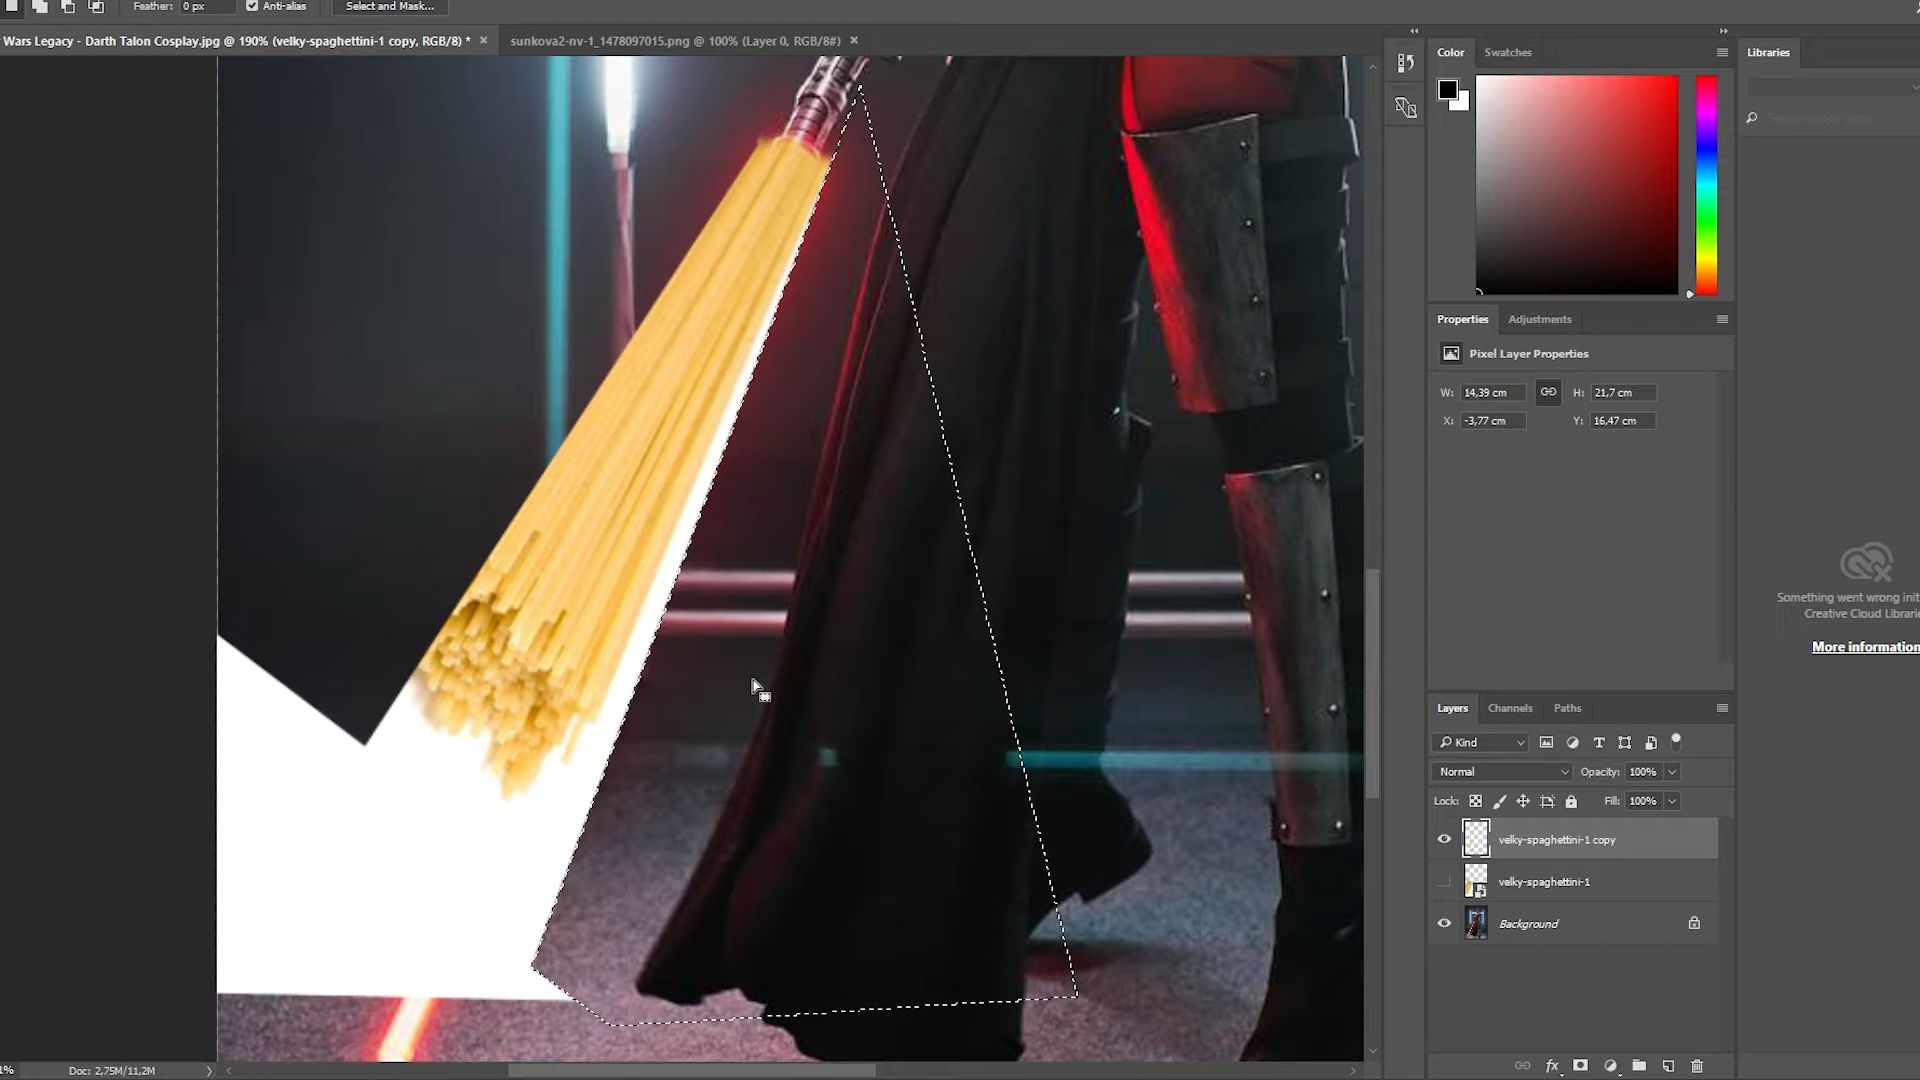 Feather: 0 px Anti-alias Select and Mask...
Wars Legacy - Darth Talon Cosplay.jpg @ 190% (velky-spaghettini-1 copy, RGB/8) * × sunkova2-nv-1_1478097015.png @ 100% (Layer 0, RGB/8#) ×
Color Swatches
Libraries
Properties Adjustments
Pixel Layer Properties
W: 14,39 cm H: 21,7 cm
X: -3,77 cm Y: 16,47 cm
Something went wrong init
Creative Cloud Librarie
More information
Layers Channels Paths
Kind
Normal Opacity: 100%
Lock: Fill: 100%
velky-spaghettini-1 copy
velky-spaghettini-1
Background
fx
1% Doc: 2,75M/11,2M